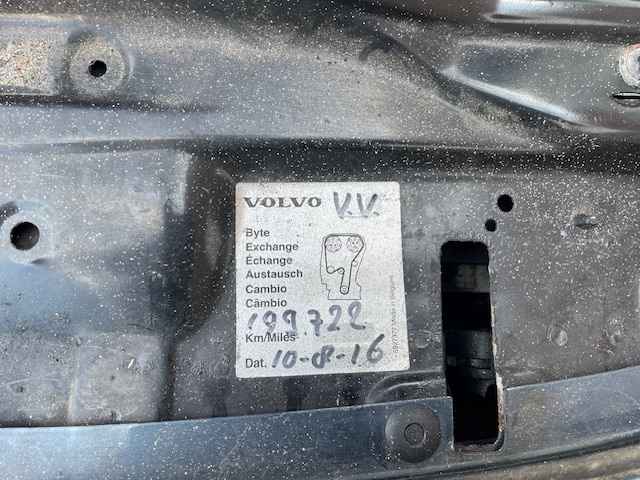 VOLVO V.V.
Byte
Exchange
Échange
Austausch
Cambio
Câmbio
199.722
Km/Miles
Dat. 10-8-16